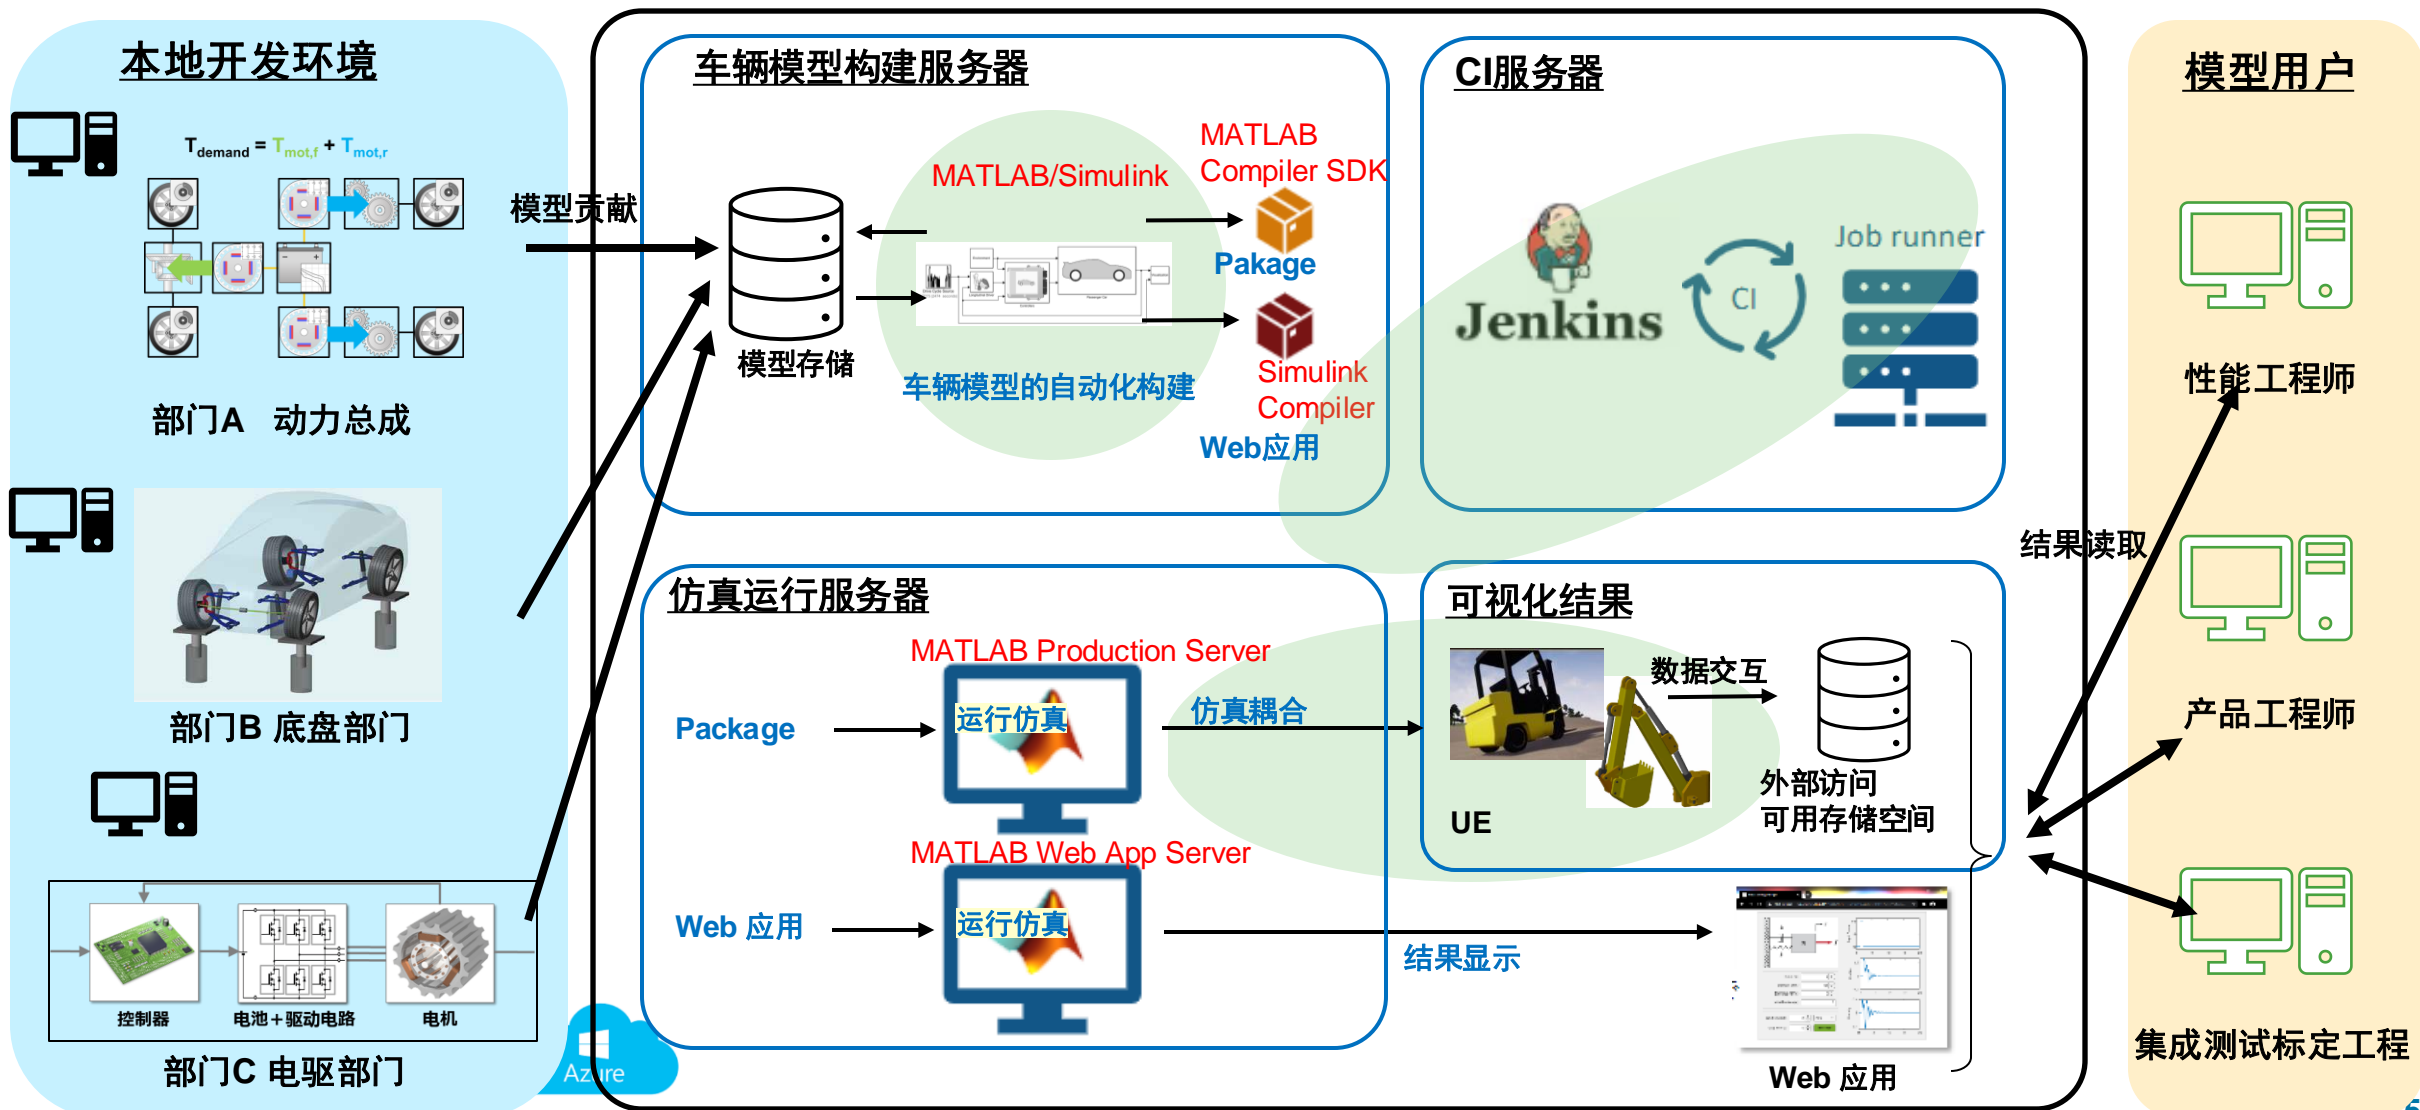 本地开发环境
T demand = T mot,f + T mot,r
部门A 动力总成
部门B 底盘部门
控制器
电池+驱动电路
电机
部门C 电驱部门
Azure
模型贡献
车辆模型构建服务器
模型存储
MATLAB/Simulink
车辆模型的自动化构建
MATLAB
Compiler SDK
Pakage
Simulink
Compiler
Web应用
CI服务器
Jenkins
CI
Job runner
仿真运行服务器
MATLAB Production Server
Package
运行仿真
仿真耦合
MATLAB Web App Server
Web 应用
运行仿真
结果显示
可视化结果
数据交互
UE
外部访问
可用存储空间
Web 应用
结果读取
模型用户
性能工程师
产品工程师
集成测试标定工程